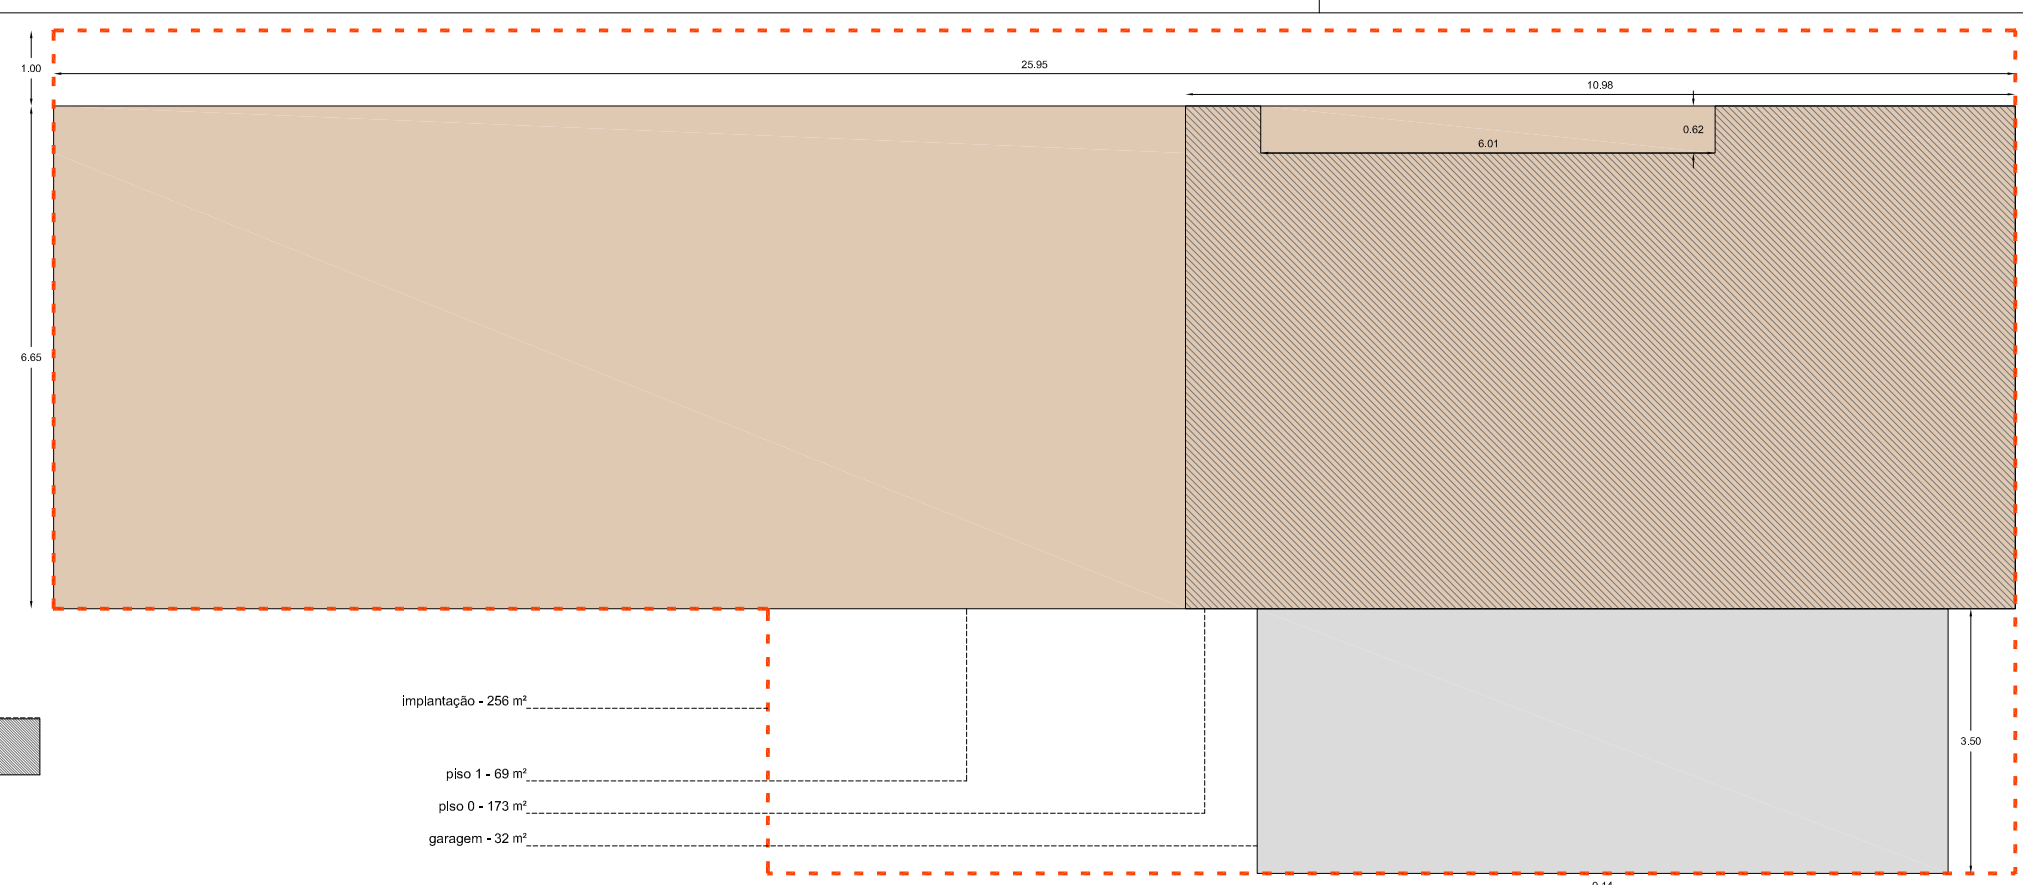 1.00
25.95
10.98
0.62
6.01
6.65
implantação - 256 m²
3.50
piso 1 - 69 m²
piso 0 - 173 m²
garagem - 32 m²